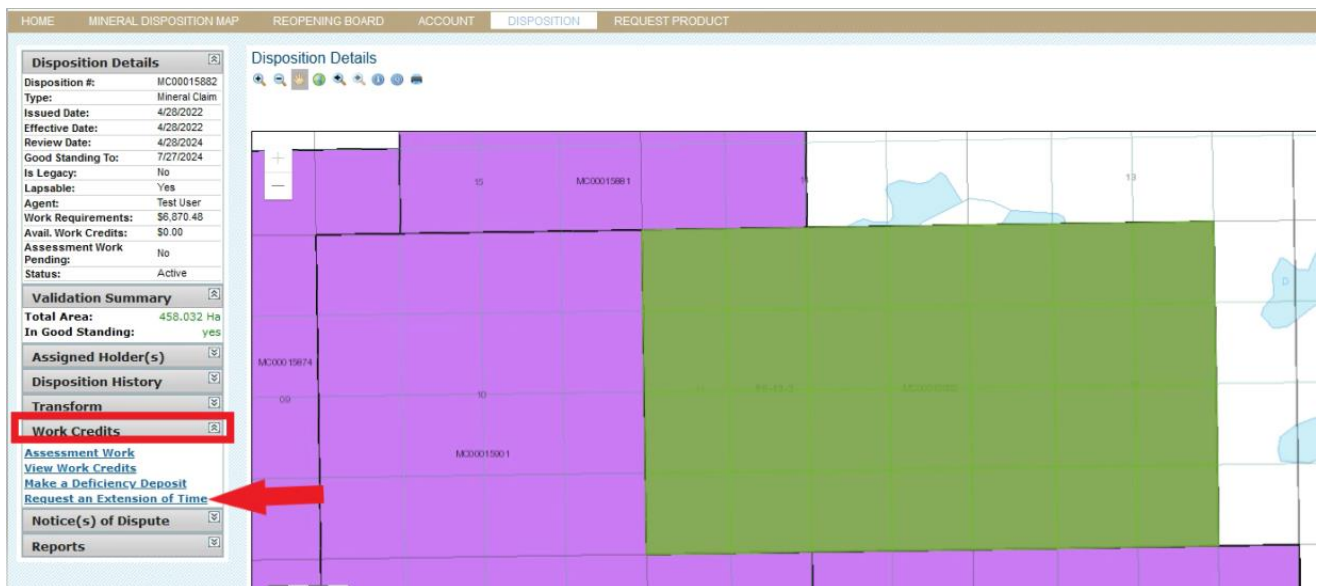 HOME MINERAL DISPOSITION MAP REOPENING BOARD ACCOUNT DISPOSITION REQUEST PRODUCT
Disposition Details
Disposition #: MC00015882
Type: Mineral Claim
Issued Date: 4/28/2022
Effective Date: 4/28/2022
Review Date: 4/28/2024
Good Standing To: 7/27/2024
Is Legacy: No
Lapsable: Yes
Agent: Test User
Work Requirements: $6,870.48
Avail. Work Credits: $0.00
Assessment Work
Pending: No
Status: Active
Validation Summary
Total Area: 458.032 Ha
In Good Standing: yes
Assigned Holder(s)
Disposition History
Transform
Work Credits
Assessment Work
View Work Credits
Make a Deficiency Deposit
Request an Extension of Time
Notice(s) of Dispute
Reports
Disposition Details
15 MC00015881 13
MC00015874
09 10
MC00015901